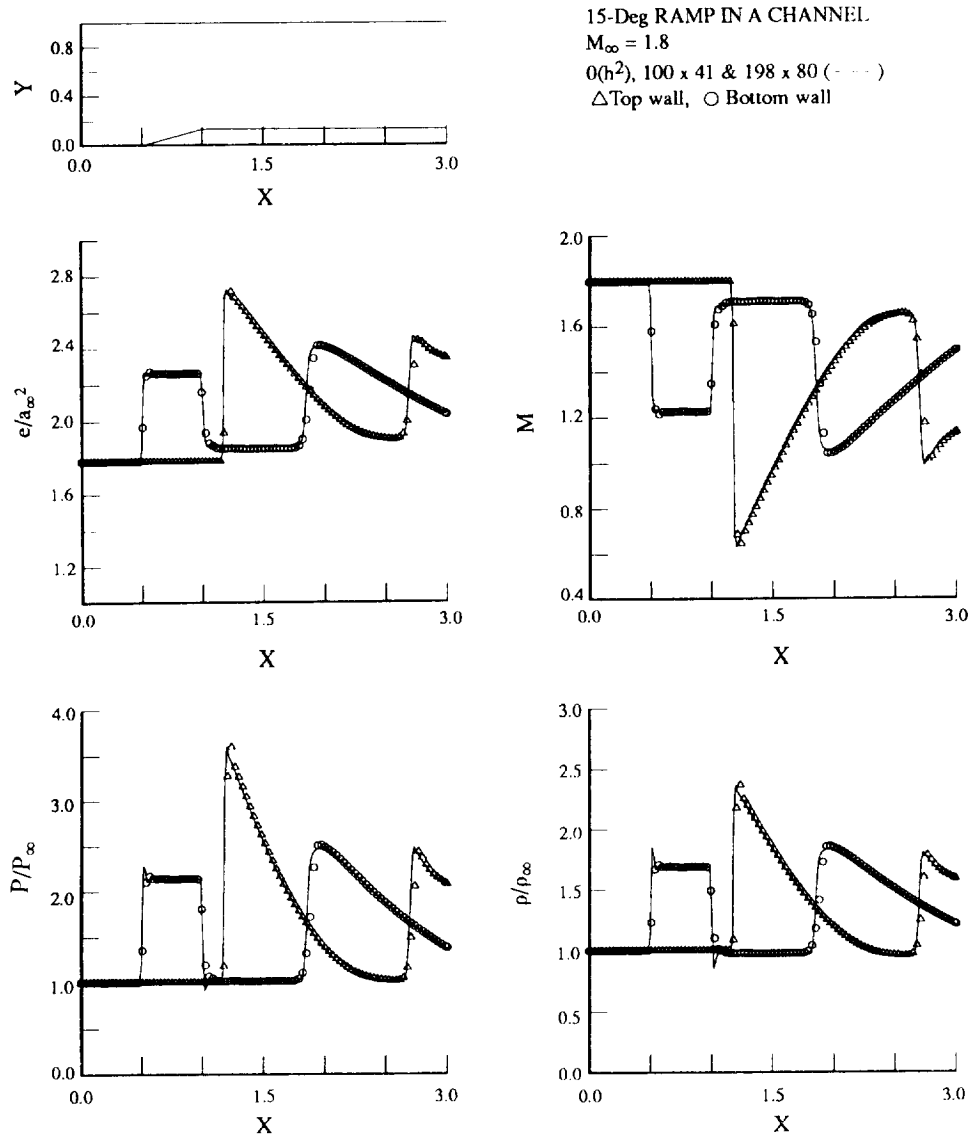 15-Deg RAMP IN A CHANNEL
M∞ = 1.8
0(h²), 100 x 41 & 198 x 80 (- - - -)
△Top wall, ○ Bottom wall
Y
0.8
0.4
0.0
0.0 1.5 3.0
X
e/a∞²
2.8
2.4
2.0
1.6
1.2
0.0 1.5 3.0
X
M
2.0
1.6
1.2
0.8
0.4
0.0 1.5 3.0
X
P/P∞
4.0
3.0
2.0
1.0
0.0
0.0 1.5 3.0
X
ρ/ρ∞
3.0
2.5
2.0
1.5
1.0
0.5
0.0
0.0 1.5 3.0
X